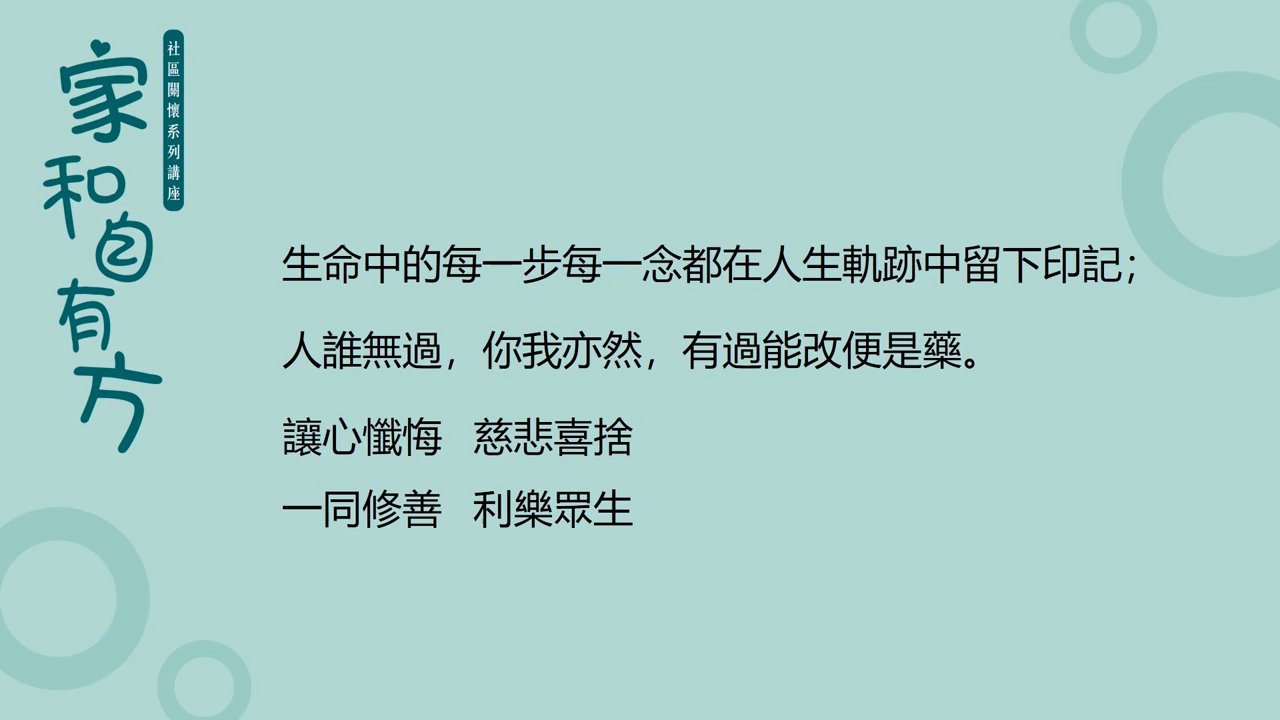 家和自有方
社區關懷系列講座
生命中的每一步每一念都在人生軌跡中留下印記；
人誰無過，你我亦然，有過能改便是藥。
讓心懺悔 慈悲喜捨
一同修善 利樂眾生